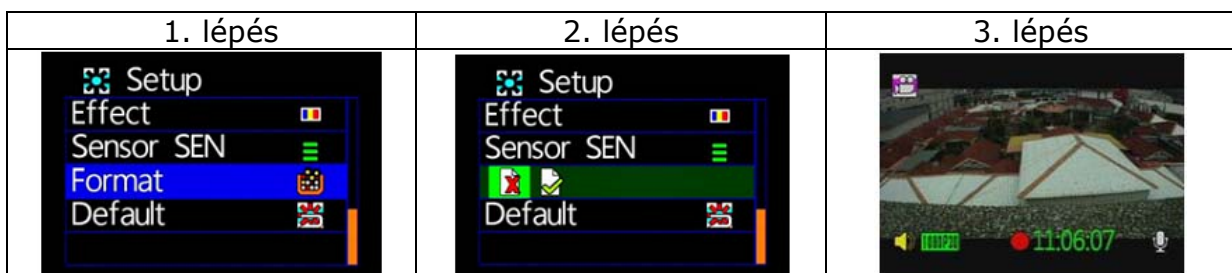 1. lépés
2. lépés
3. lépés
Setup
Effect
Sensor SEN
Format
Default
Setup
Effect
Sensor SEN
Default
1080P30
11:06:07